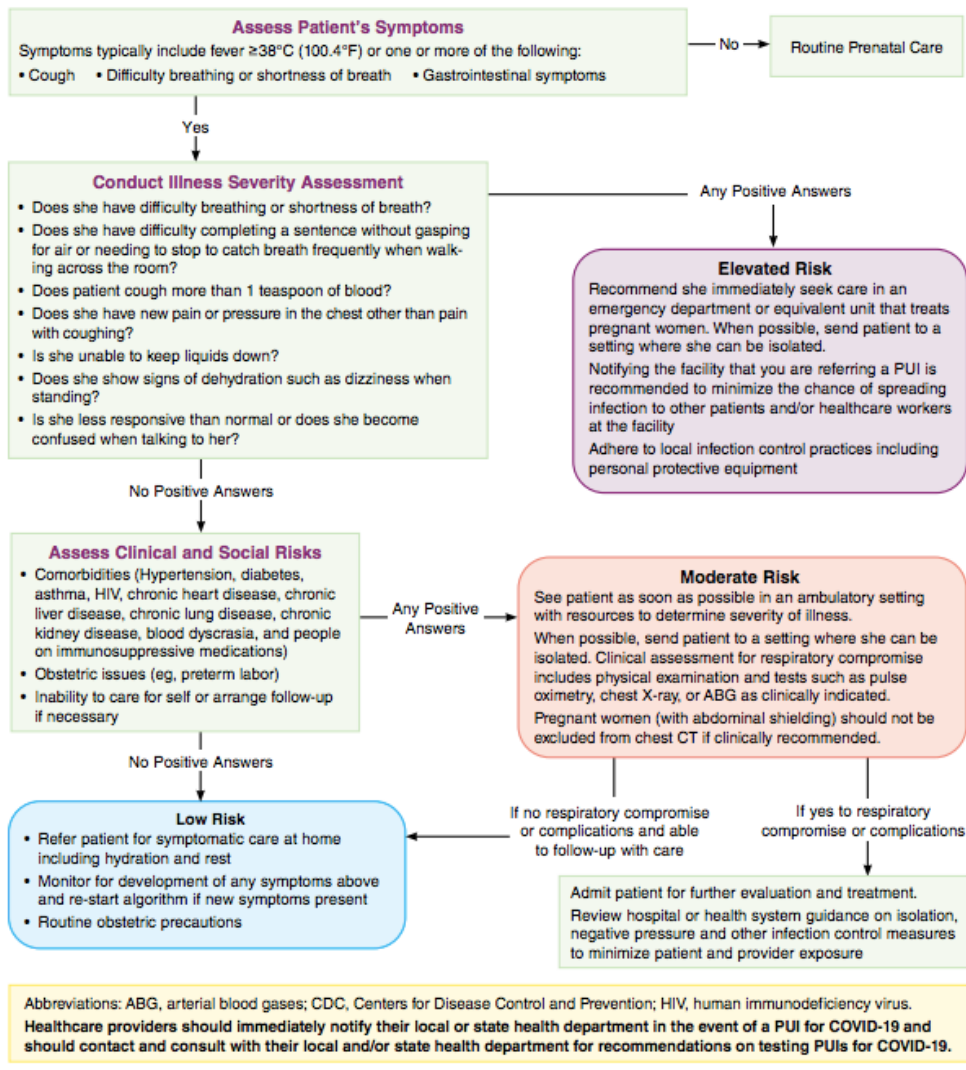 Assess Patient's Symptoms
Symptoms typically include fever ≥38°C (100.4°F) or one or more of the following:
• Cough • Difficulty breathing or shortness of breath • Gastrointestinal symptoms
No
Routine Prenatal Care
Yes
Conduct Illness Severity Assessment
• Does she have difficulty breathing or shortness of breath?
• Does she have difficulty completing a sentence without gasping
for air or needing to stop to catch breath frequently when walk-
ing across the room?
• Does patient cough more than 1 teaspoon of blood?
• Does she have new pain or pressure in the chest other than pain
with coughing?
• Is she unable to keep liquids down?
• Does she show signs of dehydration such as dizziness when
standing?
• Is she less responsive than normal or does she become
confused when talking to her?
Any Positive Answers
Elevated Risk
Recommend she immediately seek care in an
emergency department or equivalent unit that treats
pregnant women. When possible, send patient to a
setting where she can be isolated.
Notifying the facility that you are referring a PUI is
recommended to minimize the chance of spreading
infection to other patients and/or healthcare workers
at the facility
Adhere to local infection control practices including
personal protective equipment
No Positive Answers
Assess Clinical and Social Risks
• Comorbidities (Hypertension, diabetes,
asthma, HIV, chronic heart disease, chronic
liver disease, chronic lung disease, chronic
kidney disease, blood dyscrasia, and people
on immunosuppressive medications)
• Obstetric issues (eg, preterm labor)
• Inability to care for self or arrange follow-up
if necessary
Any Positive
Answers
Moderate Risk
See patient as soon as possible in an ambulatory setting
with resources to determine severity of illness.
When possible, send patient to a setting where she can be
isolated. Clinical assessment for respiratory compromise
includes physical examination and tests such as pulse
oximetry, chest X-ray, or ABG as clinically indicated.
Pregnant women (with abdominal shielding) should not be
excluded from chest CT if clinically recommended.
No Positive Answers
Low Risk
• Refer patient for symptomatic care at home
including hydration and rest
• Monitor for development of any symptoms above
and re-start algorithm if new symptoms present
• Routine obstetric precautions
If no respiratory compromise
or complications and able
to follow-up with care
If yes to respiratory
compromise or complications
Admit patient for further evaluation and treatment.
Review hospital or health system guidance on isolation,
negative pressure and other infection control measures
to minimize patient and provider exposure
Abbreviations: ABG, arterial blood gases; CDC, Centers for Disease Control and Prevention; HIV, human immunodeficiency virus.
Healthcare providers should immediately notify their local or state health department in the event of a PUI for COVID-19 and
should contact and consult with their local and/or state health department for recommendations on testing PUIs for COVID-19.